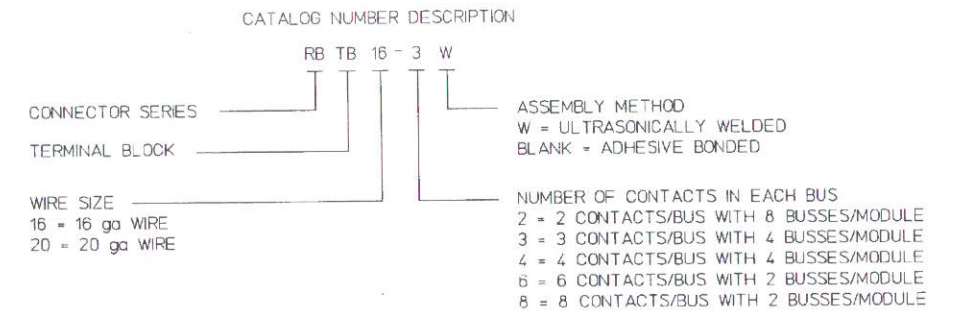 CATALOG NUMBER DESCRIPTION
RB TB 16 - 3 W
CONNECTOR SERIES
TERMINAL BLOCK
WIRE SIZE
16 = 16 ga WIRE
20 = 20 ga WIRE
ASSEMBLY METHOD
W = ULTRASONICALLY WELDED
BLANK = ADHESIVE BONDED
NUMBER OF CONTACTS IN EACH BUS
2 = 2 CONTACTS/BUS WITH 8 BUSSES/MODULE
3 = 3 CONTACTS/BUS WITH 4 BUSSES/MODULE
4 = 4 CONTACTS/BUS WITH 4 BUSSES/MODULE
6 = 6 CONTACTS/BUS WITH 2 BUSSES/MODULE
8 = 8 CONTACTS/BUS WITH 2 BUSSES/MODULE